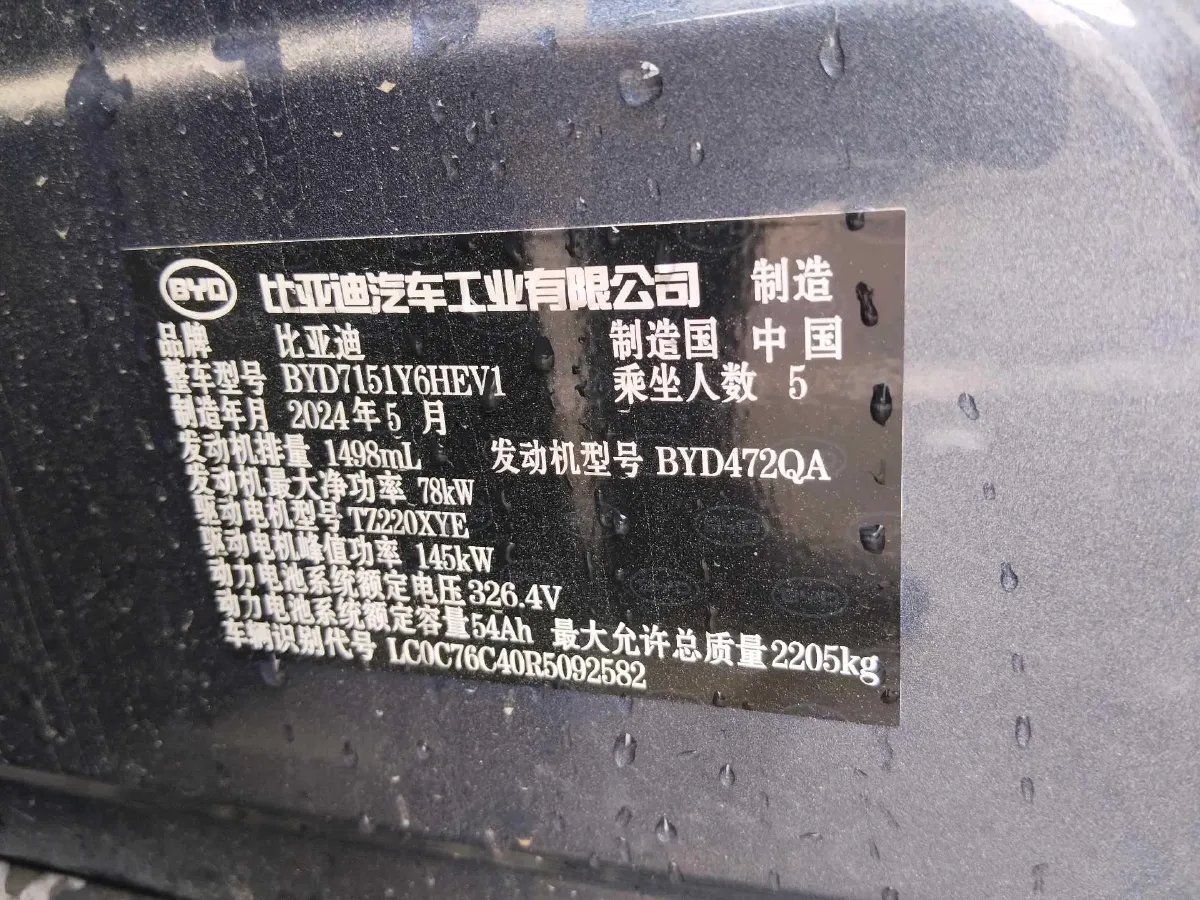 BYD 比亚迪汽车工业有限公司 制造
品牌 比亚迪 制造国 中国
整车型号 BYD7151Y6HEV1 乘坐人数 5
制造年月 2024年5月
发动机排量 1498mL 发动机型号 BYD472QA
发动机最大净功率 78kW
驱动电机型号 TZ220XYE
驱动电机峰值功率 145kW
动力电池系统额定电压 326.4V
动力电池系统额定容量 54Ah 最大允许总质量 2205kg
车辆识别代号 LC0C76C40R5092582